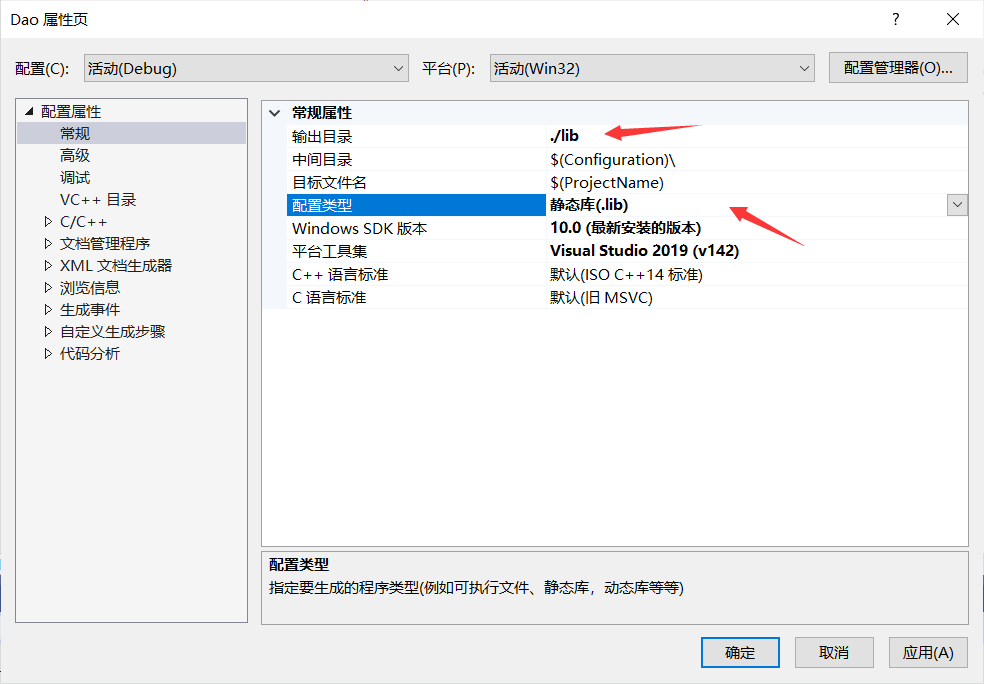 Dao 属性页
?
配置(C): 活动(Debug) 平台(P): 活动(Win32) 配置管理器(O)...
配置属性
常规
高级
调试
VC++ 目录
C/C++
文档管理程序
XML 文档生成器
浏览信息
生成事件
自定义生成步骤
代码分析
常规属性
输出目录 ./lib
中间目录 $(Configuration)\
目标文件名 $(ProjectName)
配置类型 静态库(.lib)
Windows SDK 版本 10.0 (最新安装的版本)
平台工具集 Visual Studio 2019 (v142)
C++ 语言标准 默认(ISO C++14 标准)
C 语言标准 默认(旧 MSVC)
配置类型
指定要生成的程序类型(例如可执行文件、静态库，动态库等等)
确定 取消 应用(A)